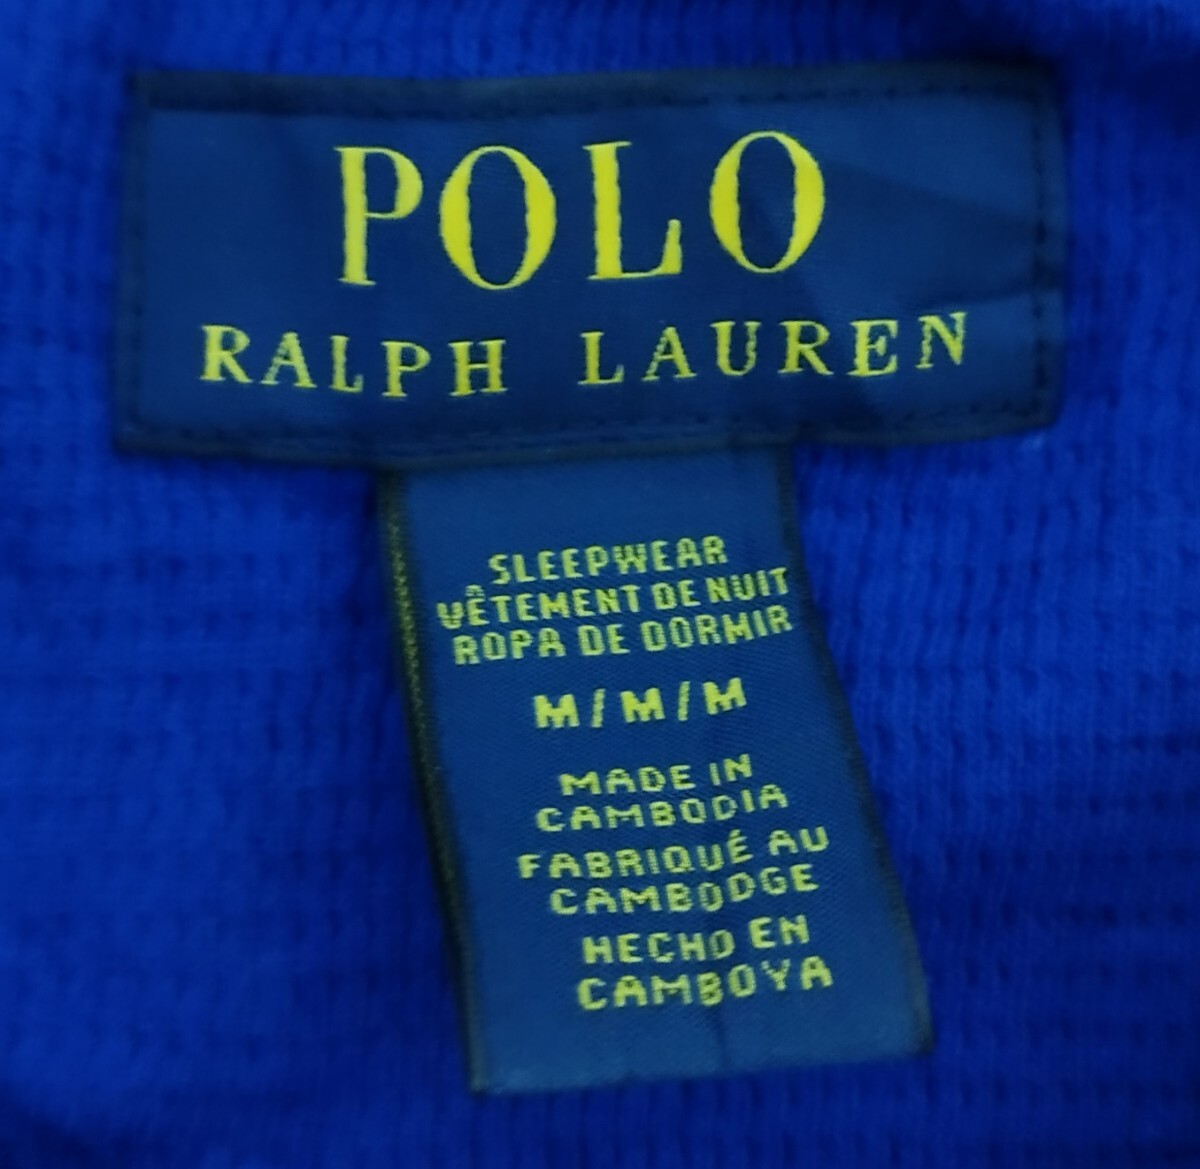 POLO
RALPH LAUREN
SLEEPWEAR
VÊTEMENT DE NUIT
ROPA DE DORMIR
M/M/M
MADE IN
CAMBODIA
FABRIQUÉ AU
CAMBODGE
HECHO EN
CAMBOYA